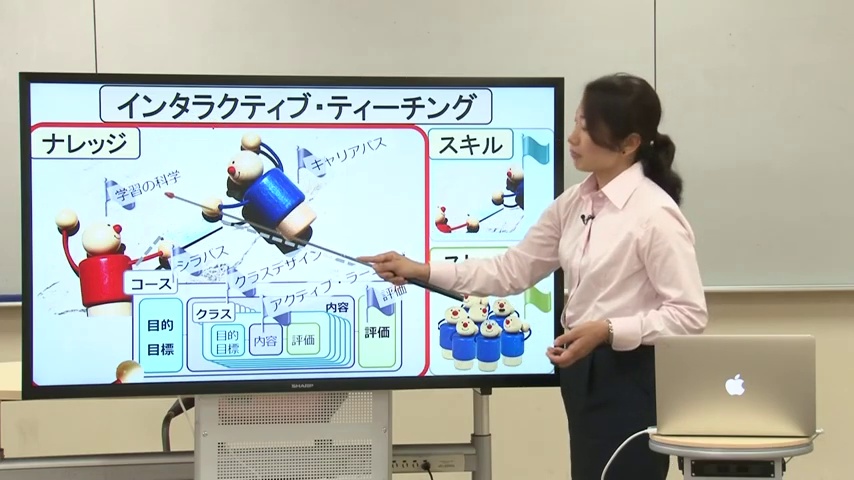 インタラクティブ・ティーチング
ナレッジ
スキル
キャリアパス
学習の科学
シラバス
クラスデザイン
コース
アクティブ・ラー
評価
クラス
内容
目的
目標
目的
目標
内容
評価
評価
SHARP